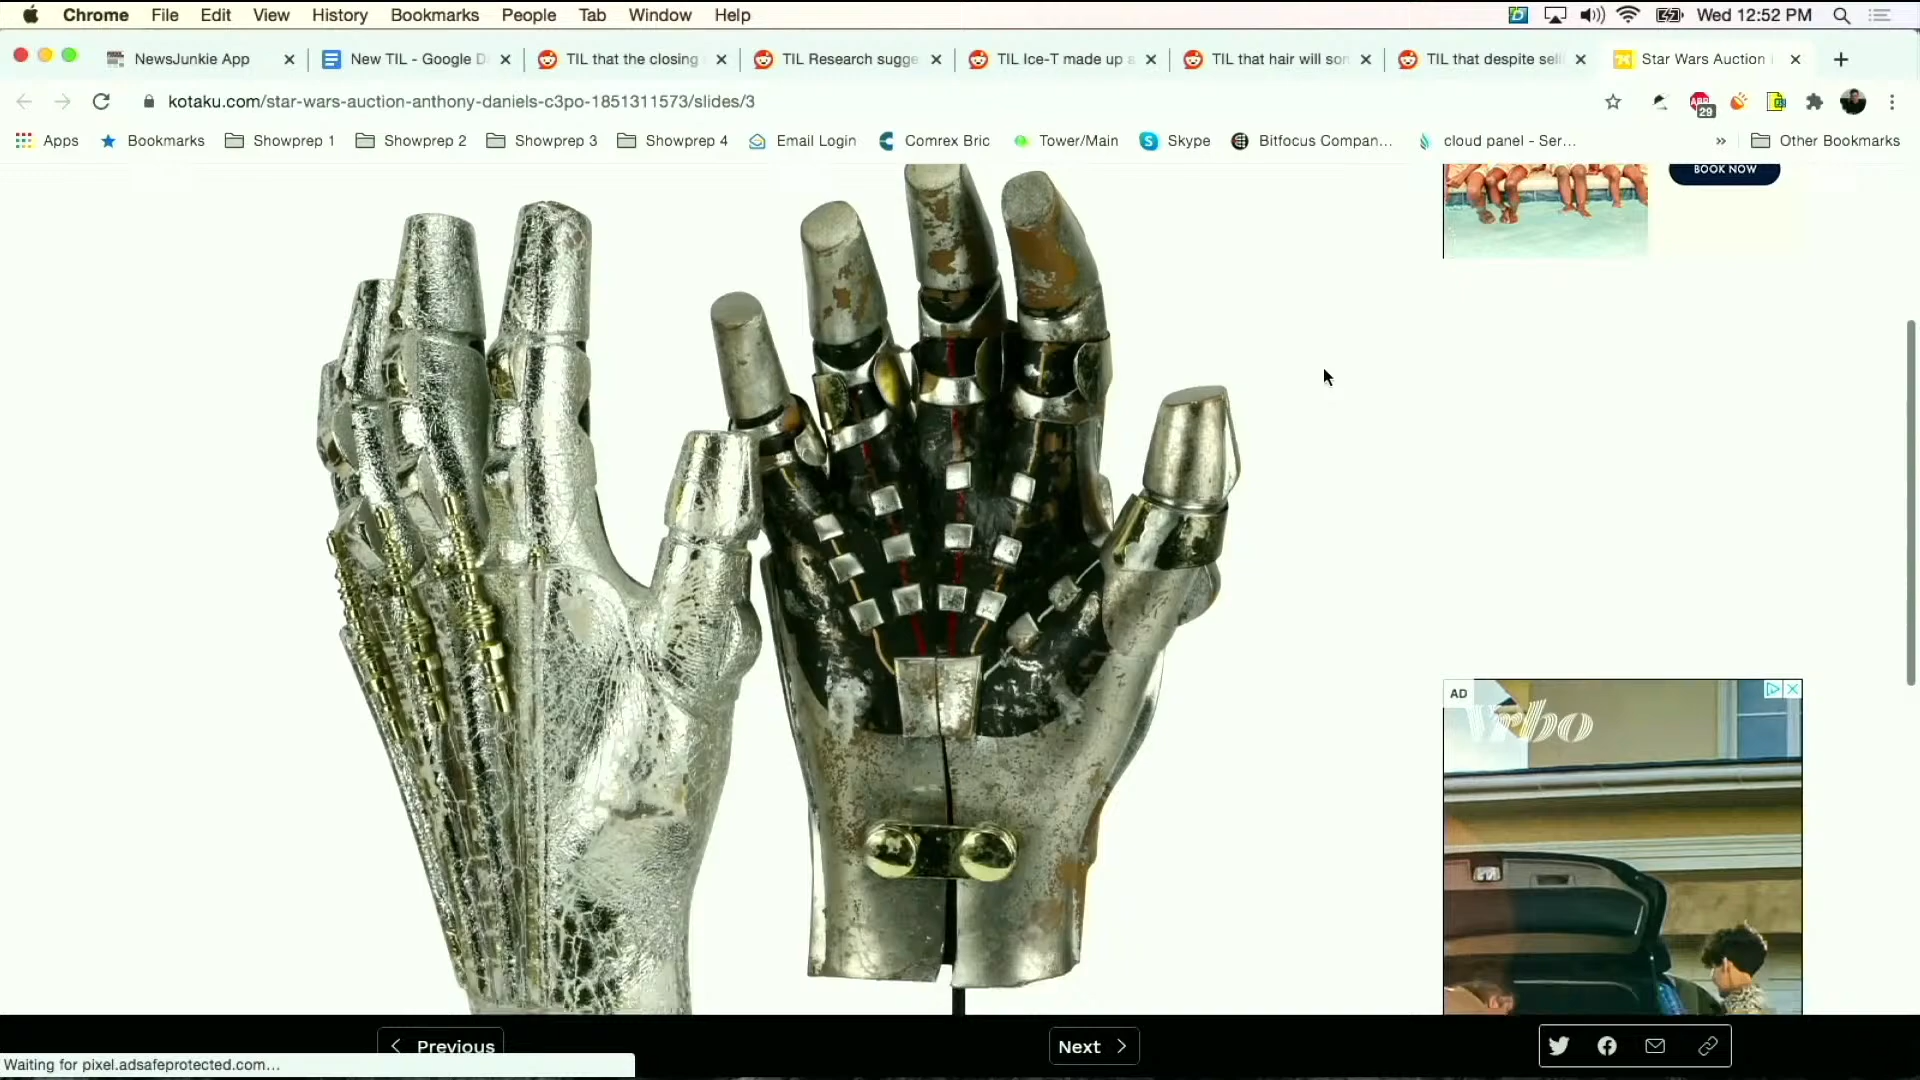 Chrome File Edit View History Bookmarks People Tab Window Help Wed 12:52 PM
NewsJunkie App New TIL - Google D TIL that the closing TIL Research sugge TIL Ice-T made up a TIL that hair will son TIL that despite sell Star Wars Auction
kotaku.com/star-wars-auction-anthony-daniels-c3po-1851311573/slides/3
29
Apps Bookmarks Showprep 1 Showprep 2 Showprep 3 Showprep 4 Email Login Comrex Bric Tower/Main Skype Bitfocus Compan... cloud panel - Ser... » Other Bookmarks
BOOK NOW
AD
Vrbo
Previous Next
Waiting for pixel.adsafeprotected.com...